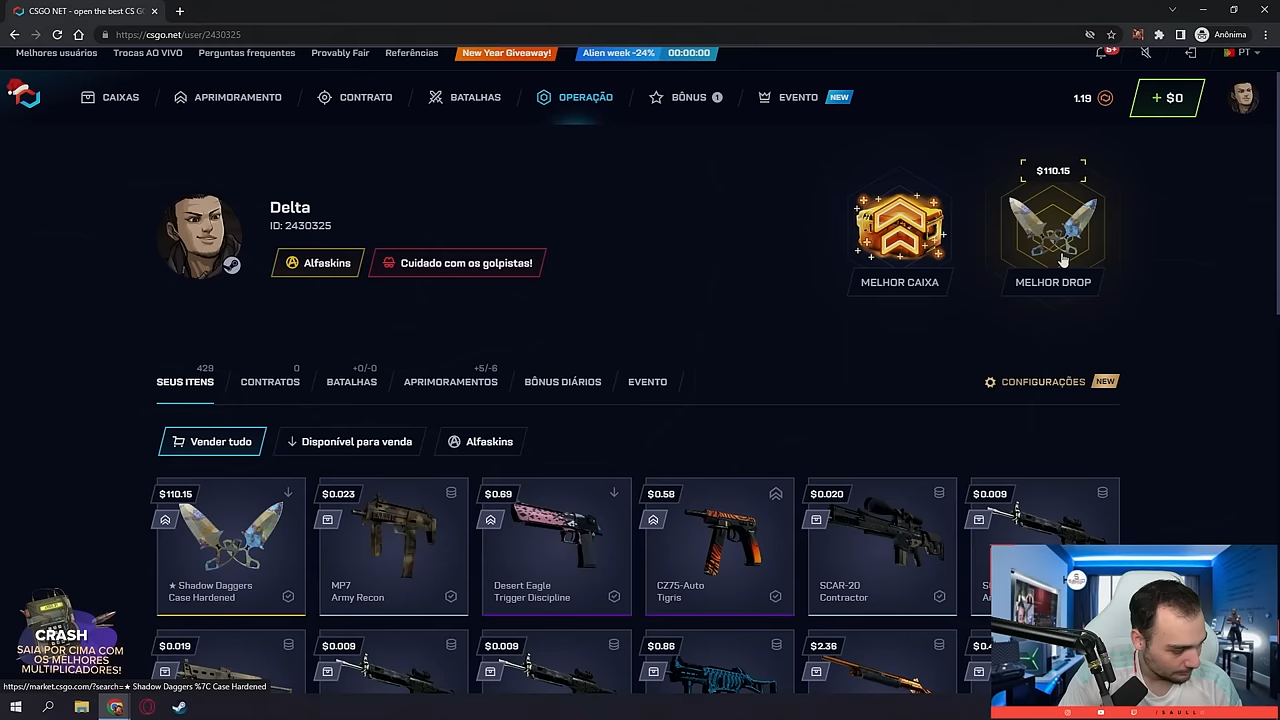 CSGO NET - open the best CS G
https://csgo.net/user/2430325
Anônima
Melhores usuários
Trocas AO VIVO
Perguntas frequentes
Provably Fair
Referências
New Year Giveaway!
Alien week -24%
00:00:00
5+
PT
CAIXAS
APRIMORAMENTO
CONTRATO
BATALHAS
OPERAÇÃO
BÔNUS 1
EVENTO NEW
1.19
+ $0
Delta
ID: 2430325
Alfaskins
Cuidado com os golpistas!
MELHOR CAIXA
$110.15
MELHOR DROP
SEUS ITENS 429
CONTRATOS 0
BATALHAS +0/-0
APRIMORAMENTOS +5/-6
BÔNUS DIÁRIOS
EVENTO
CONFIGURAÇÕES NEW
Vender tudo
Disponível para venda
Alfaskins
$110.15
★ Shadow Daggers
Case Hardened
$0.023
MP7
Army Recon
$0.69
Desert Eagle
Trigger Discipline
$0.58
CZ75-Auto
Tigris
$0.020
SCAR-20
Contractor
$0.009
$0.019
$0.009
$0.009
$0.86
$2.36
CRASH
SAIA POR CIMA COM
OS MELHORES
MULTIPLICADORES!
https://market.csgo.com/?search=★ Shadow Daggers %7C Case Hardened
ISAULL